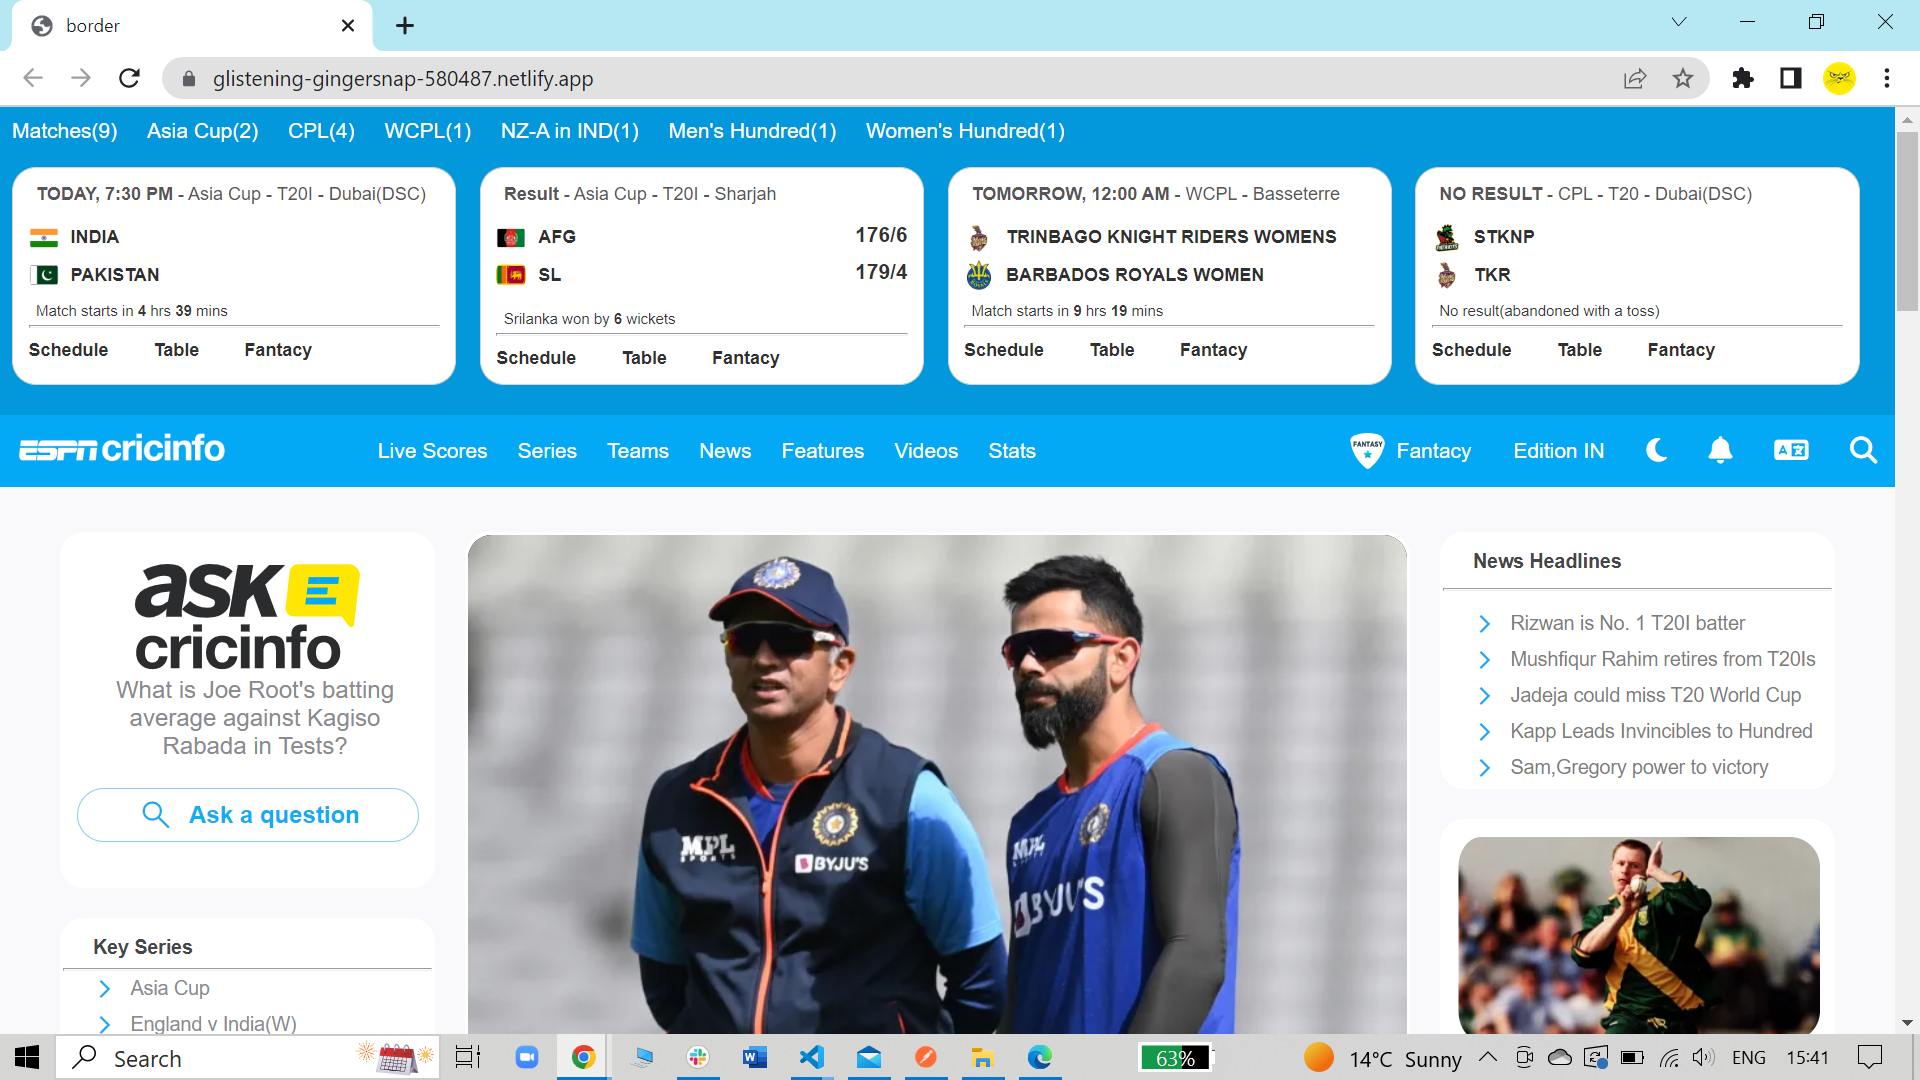 border
glistening-gingersnap-580487.netlify.app
Matches(9) Asia Cup(2) CPL(4) WCPL(1) NZ-A in IND(1) Men's Hundred(1) Women's Hundred(1)
TODAY, 7:30 PM - Asia Cup - T20I - Dubai(DSC)
INDIA
PAKISTAN
Match starts in 4 hrs 39 mins
Schedule Table Fantacy
Result - Asia Cup - T20I - Sharjah
AFG 176/6
SL 179/4
Srilanka won by 6 wickets
Schedule Table Fantacy
TOMORROW, 12:00 AM - WCPL - Basseterre
TRINBAGO KNIGHT RIDERS WOMENS
BARBADOS ROYALS WOMEN
Match starts in 9 hrs 19 mins
Schedule Table Fantacy
NO RESULT - CPL - T20 - Dubai(DSC)
STKNP
TKR
No result(abandoned with a toss)
Schedule Table Fantacy
ESPN cricinfo Live Scores Series Teams News Features Videos Stats FANTASY Fantacy Edition IN
ask
cricinfo
What is Joe Root's batting
average against Kagiso
Rabada in Tests?
Ask a question
Key Series
Asia Cup
England v India(W)
MPL
SPORTS
BYJU'S
MPL
BYJU'S
News Headlines
Rizwan is No. 1 T20I batter
Mushfiqur Rahim retires from T20Is
Jadeja could miss T20 World Cup
Kapp Leads Invincibles to Hundred
Sam,Gregory power to victory
Search 63% 14°C Sunny ENG 15:41